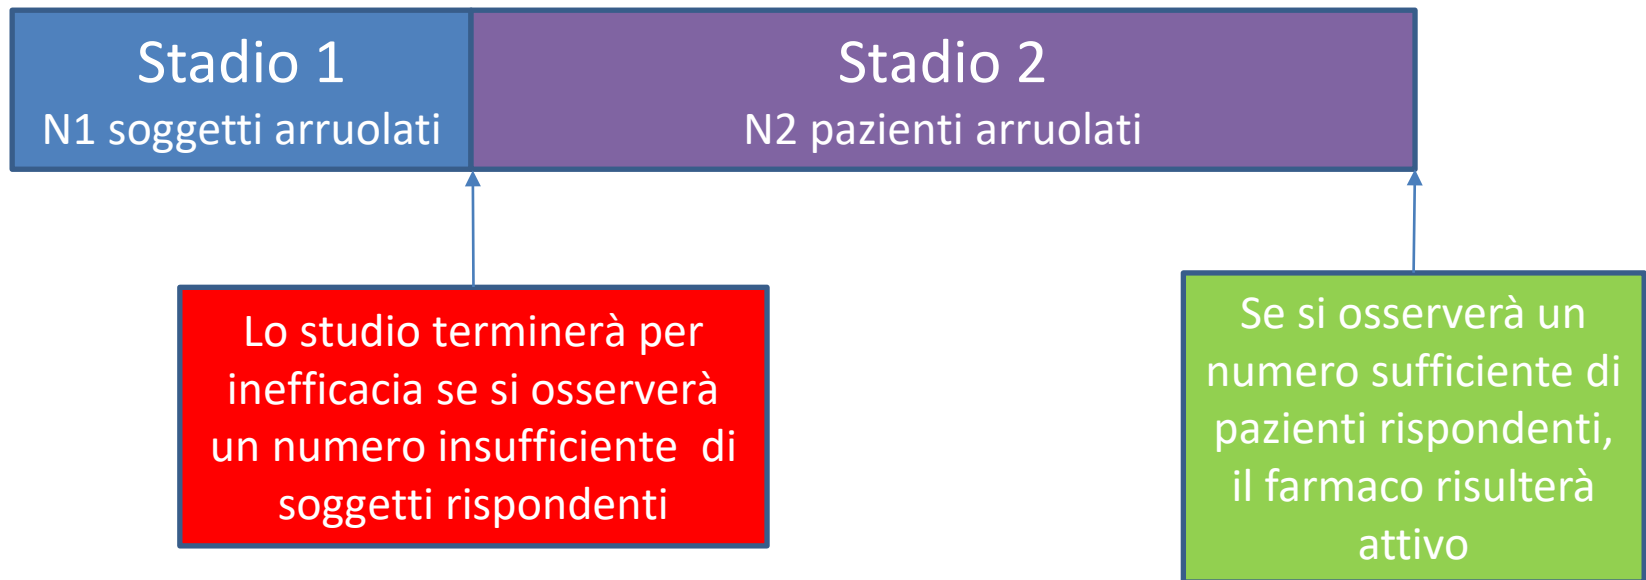 Stadio 1
N1 soggetti arruolati
Stadio 2
N2 pazienti arruolati
Lo studio terminerà per
inefficacia se si osserverà
un numero insufficiente  di
soggetti rispondenti
Se si osserverà un
numero sufficiente di
pazienti rispondenti,
il farmaco risulterà
attivo